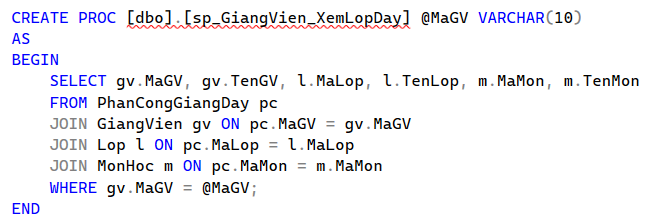 CREATE PROC [dbo].[sp_GiangVien_XemLopDay] @MaGV VARCHAR(10)
AS
BEGIN
    SELECT gv.MaGV, gv.TenGV, l.MaLop, l.TenLop, m.MaMon, m.TenMon
    FROM PhanCongGiangDay pc
    JOIN GiangVien gv ON pc.MaGV = gv.MaGV
    JOIN Lop l ON pc.MaLop = l.MaLop
    JOIN MonHoc m ON pc.MaMon = m.MaMon
    WHERE gv.MaGV = @MaGV;
END